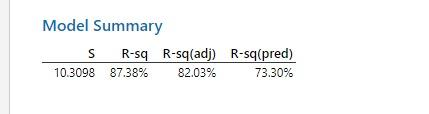 Model Summary
S R-sq R-sq(adj) R-sq(pred)
10.3098 87.38% 82.03% 73.30%